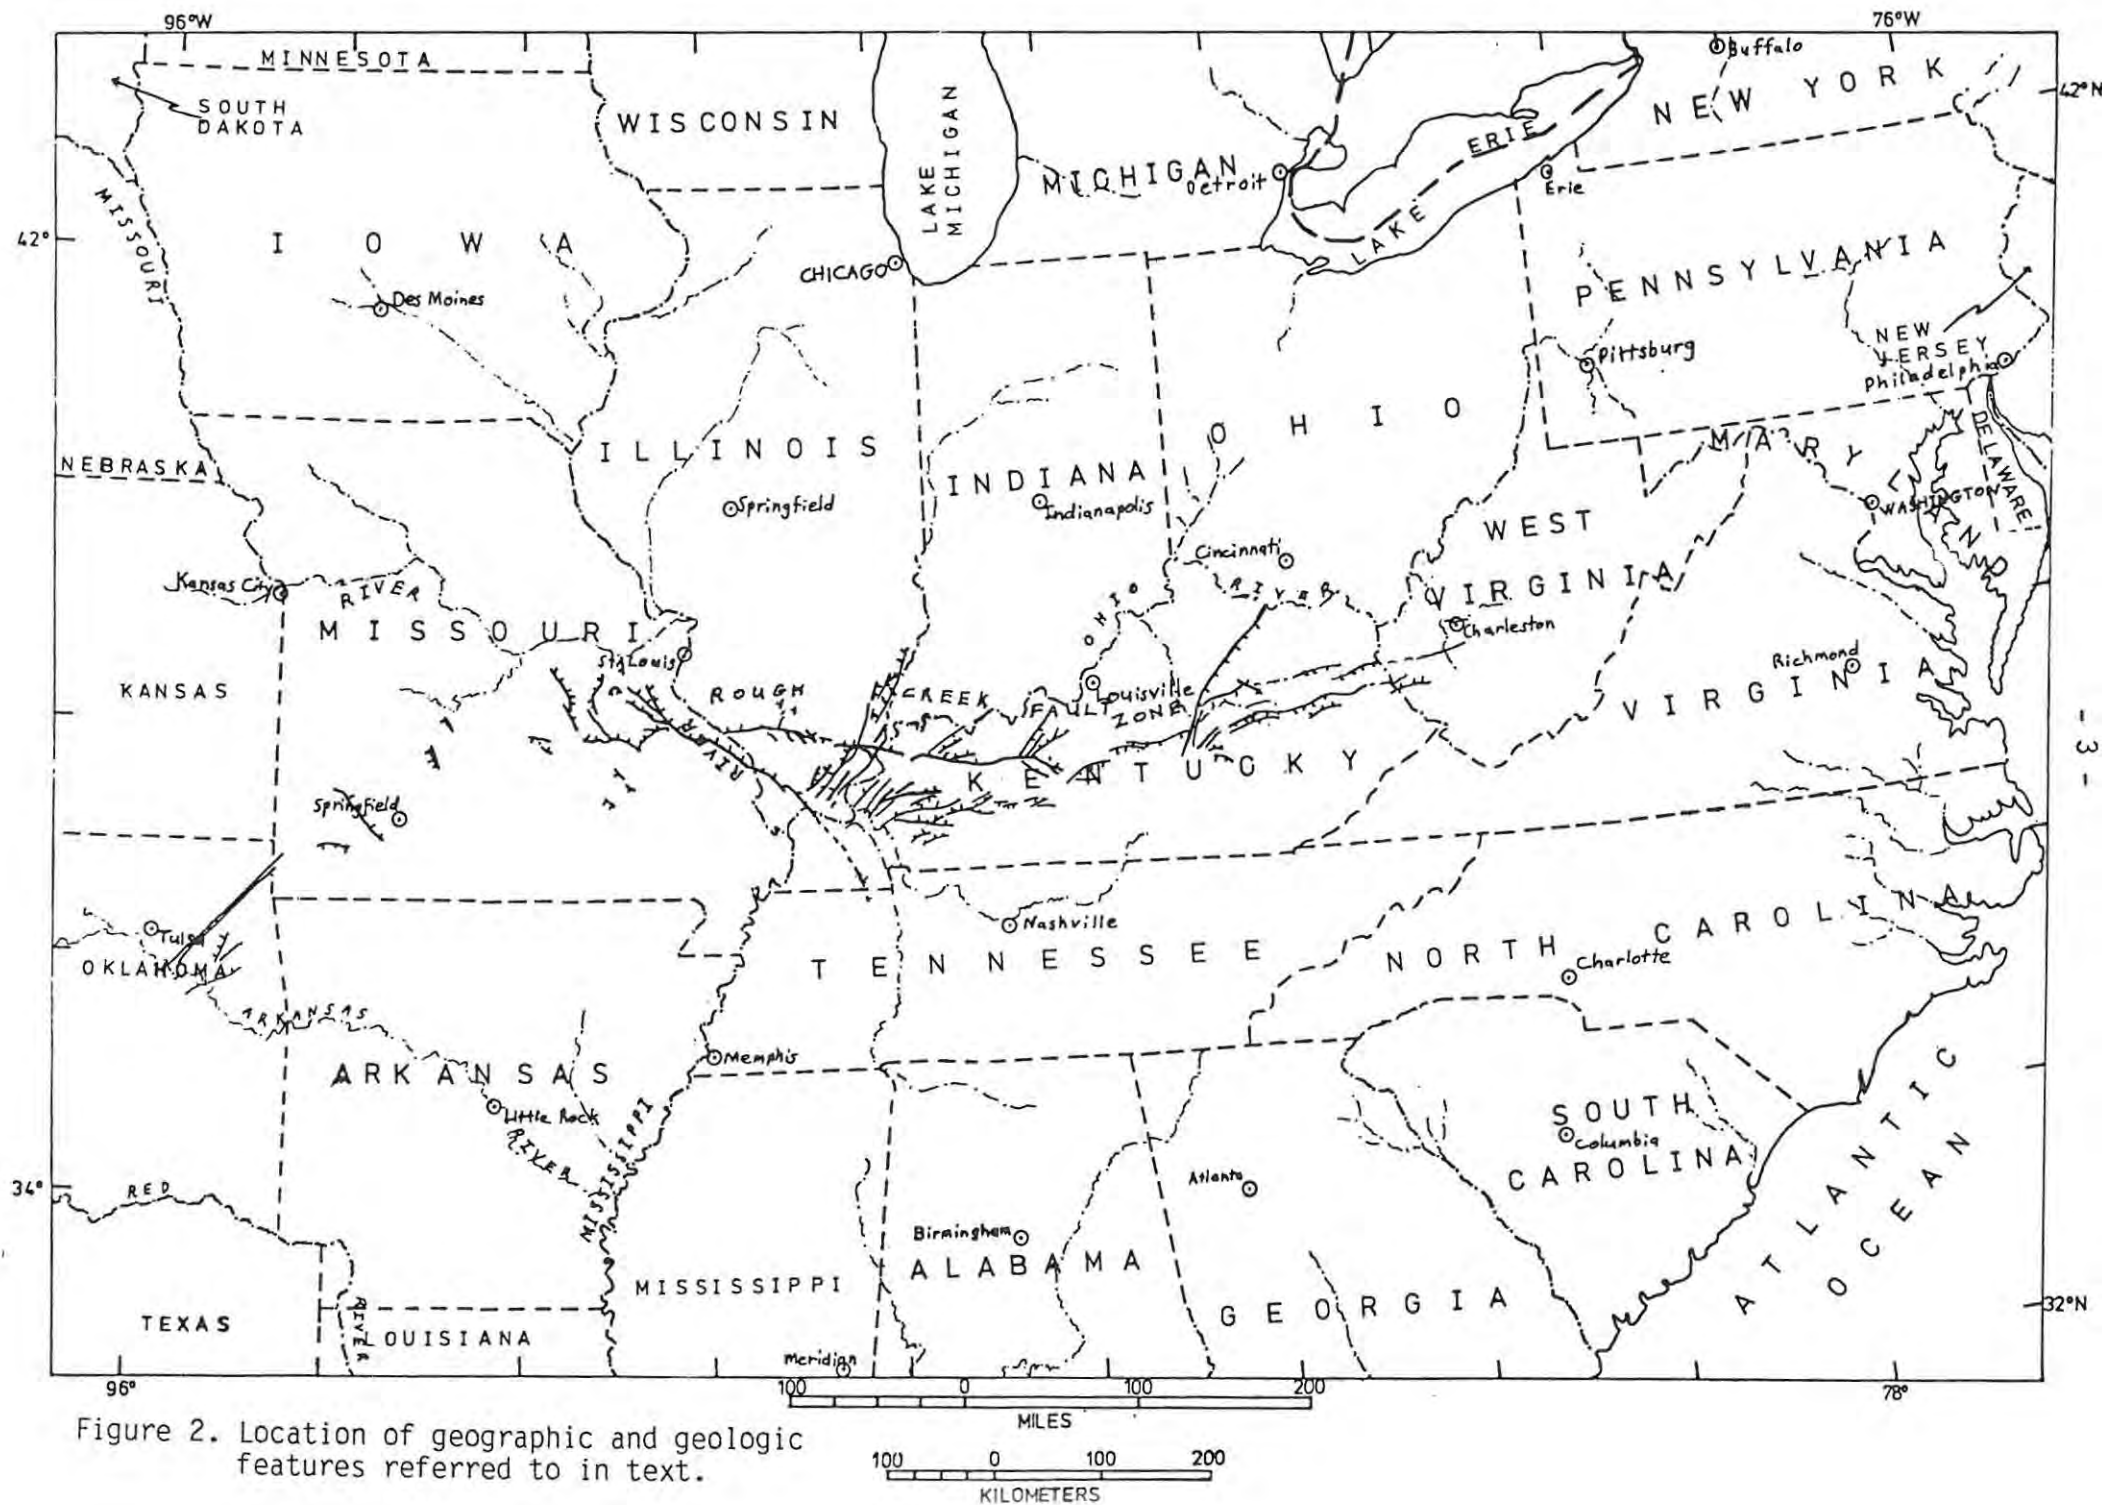 96°W
76°W
MINNESOTA
Buffalo
SOUTH
DAKOTA
WISCONSIN
LAKE
MICHIGAN
MICHIGAN
Detroit
LAKE ERIE
Erie
NEW YORK
42°N
42°
MISSOURI
IOWA
Des Moines
CHICAGO
PENNSYLVANIA
Pittsburg
NEW
JERSEY
Philadelphia
NEBRASKA
ILLINOIS
Springfield
INDIANA
Indianapolis
OHIO
MARYLAND
DELAWARE
WASHINGTON
WEST
VIRGINIA
Cincinnati
OHIO RIVER
Charleston
Kansas City
RIVER
MISSOURI
St. Louis
KANSAS
ROUGH CREEK FAULT
ZONE
Louisville
Richmond
VIRGINIA
RIVER
KENTUCKY
Springfield
- 3 -
Tulsa
OKLAHOMA
Nashville
TENNESSEE
NORTH CAROLINA
Charlotte
ARKANSAS
ARKANSAS
Little Rock
RIVER
Memphis
MISSISSIPPI
SOUTH
Columbia
CAROLINA
ATLANTIC
OCEAN
34°
RED
RIVER
Atlanta
Birmingham
ALABAMA
MISSISSIPPI
GEORGIA
32°N
TEXAS
LOUISIANA
Meridian
96°
78°
100 0 100 200
MILES
Figure 2. Location of geographic and geologic
features referred to in text.
100 0 100 200
KILOMETERS